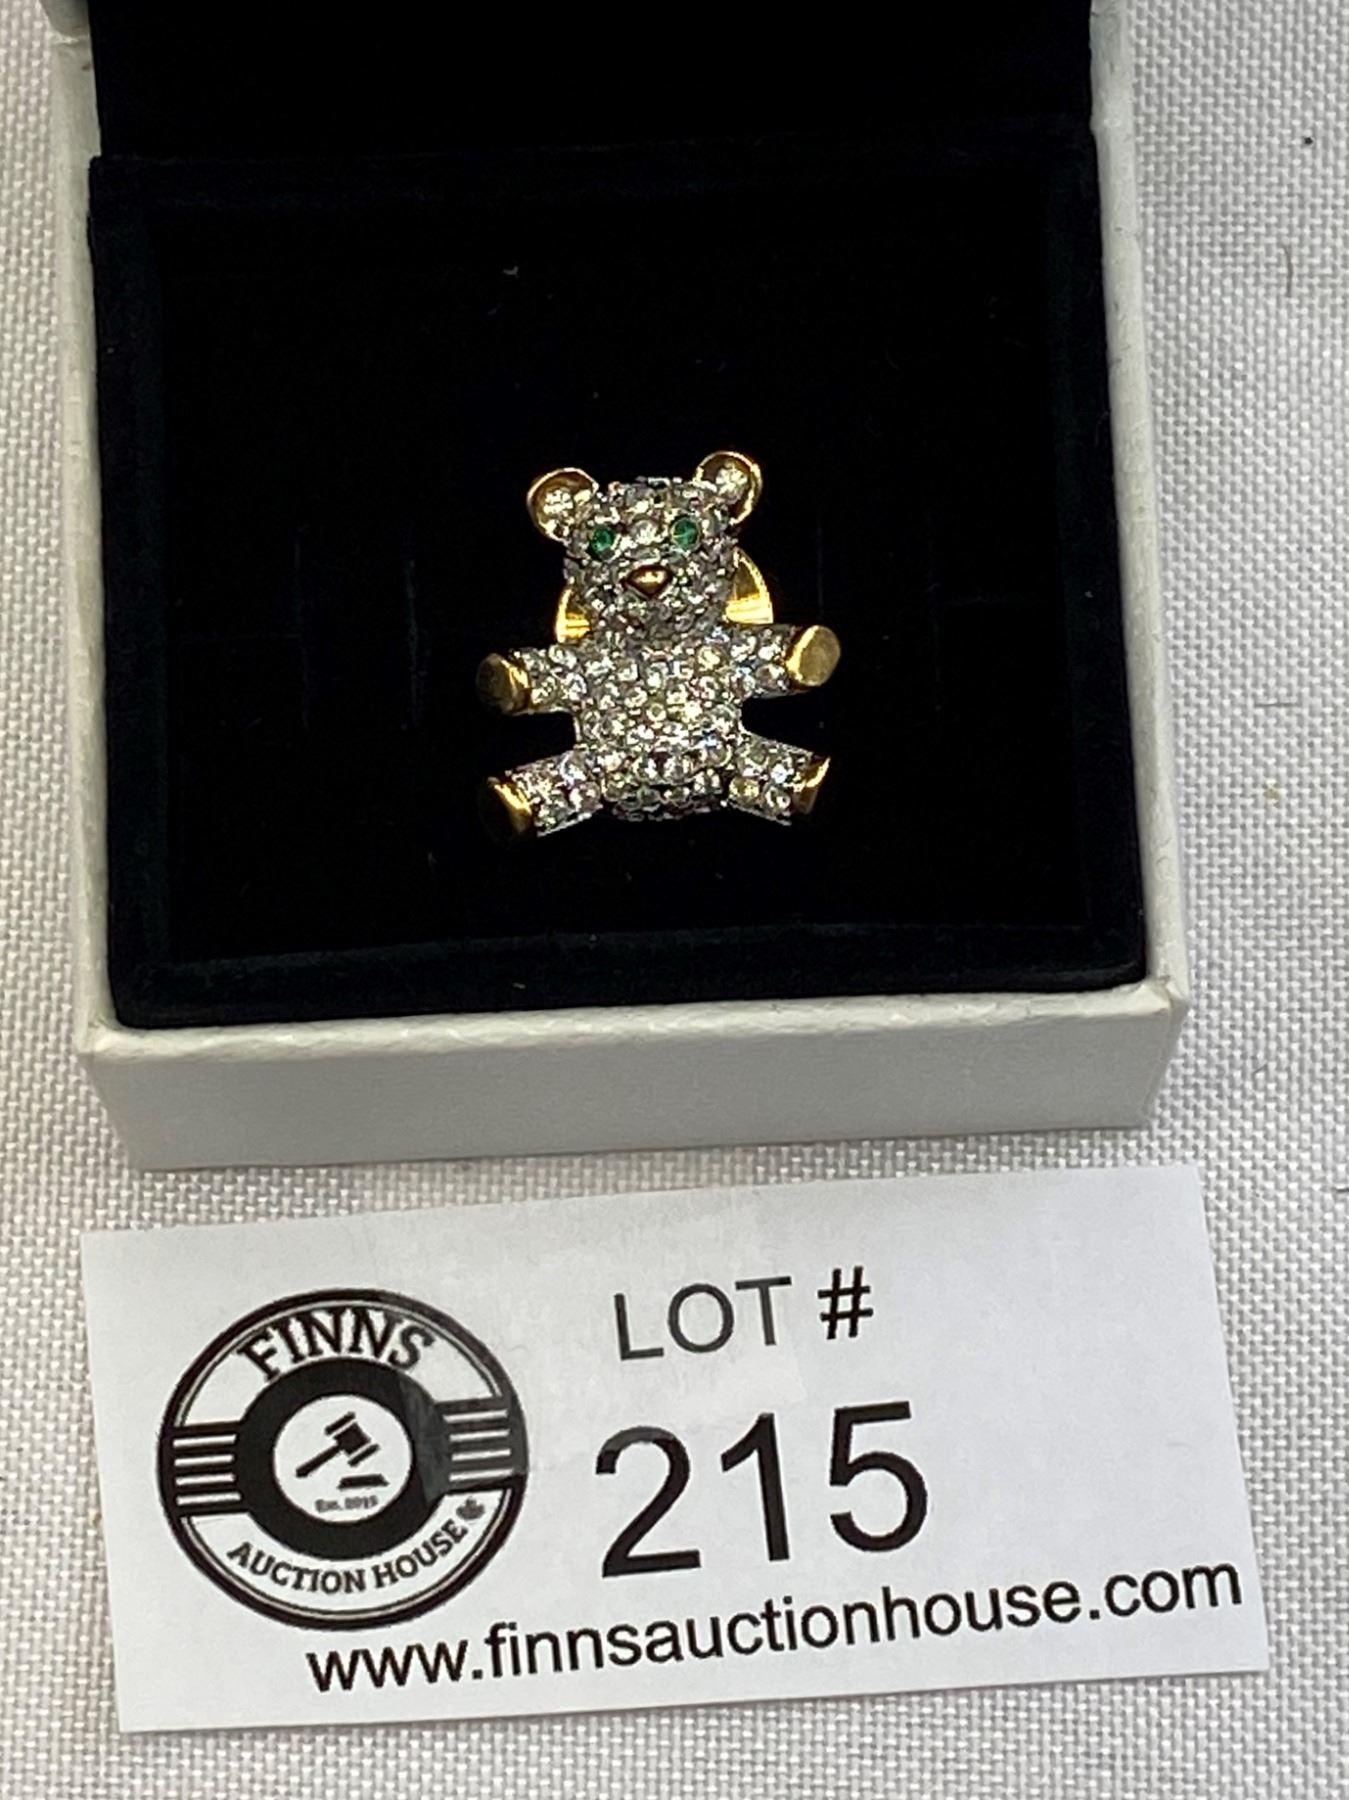 FINNS
Est. 2015
AUCTION HOUSE
LOT #
215
www.finnsauctionhouse.com